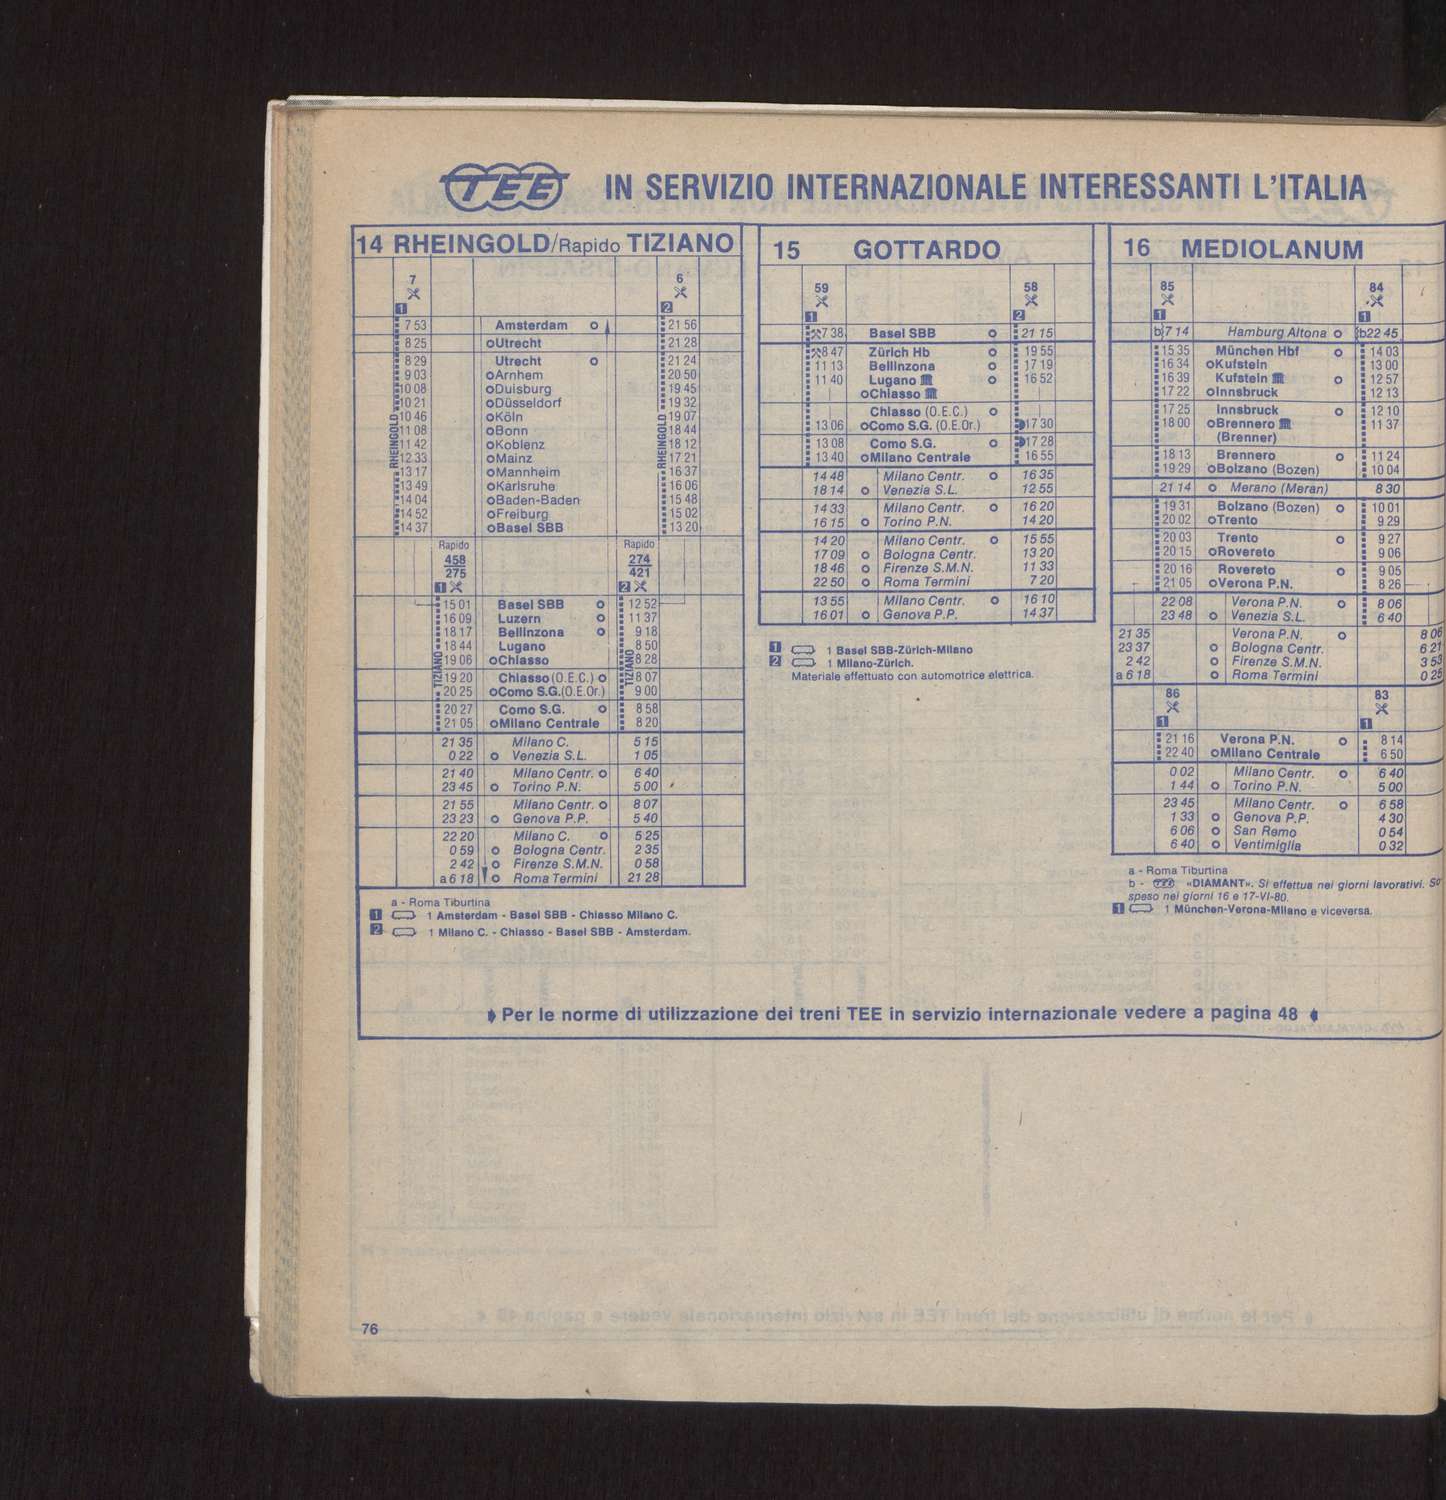 TEE IN SERVIZIO INTERNAZIONALE INTERESSANTI L'ITALIA
14 RHEINGOLD/Rapido TIZIANO
7 6
1 2
7 53 Amsterdam 21 56
8 25 Utrecht 21 28
8 29 Utrecht 21 24
9 03 Arnhem 20 50
10 08 Duisburg 19 45
10 21 Düsseldorf 19 32
10 46 Köln 19 07
11 08 Bonn 18 44
11 42 Koblenz 18 12
12 33 Mainz 17 21
13 17 Mannheim 16 37
13 49 Karlsruhe 16 06
14 04 Baden-Baden 15 48
14 52 Freiburg 15 02
14 37 Basel SBB 13 20
RHEINGOLD RHEINGOLD
Rapido Rapido
458 274
275 421
1 2
15 01 Basel SBB 12 52
16 09 Luzern 11 37
18 17 Bellinzona 9 18
18 44 Lugano 8 50
19 06 Chiasso 8 28
19 20 Chiasso (O.E.C.) 8 07
20 25 Como S.G. (O.E.Or.) 9 00
20 27 Como S.G. 8 58
21 05 Milano Centrale 8 20
TIZIANO TIZIANO
21 35 Milano C. 5 15
0 22 Venezia S.L. 1 05
21 40 Milano Centr. 6 40
23 45 Torino P.N. 5 00
21 55 Milano Centr. 8 07
23 23 Genova P.P. 5 40
22 20 Milano C. 5 25
0 59 Bologna Centr. 2 35
2 42 Firenze S.M.N. 0 58
a 6 18 Roma Termini 21 28
a - Roma Tiburtina
1 1 Amsterdam - Basel SBB - Chiasso Milano C.
2 1 Milano C. - Chiasso - Basel SBB - Amsterdam.
15 GOTTARDO
59 58
1 2
7 38 Basel SBB 21 15
8 47 Zürich Hb 19 55
11 13 Bellinzona 17 19
11 40 Lugano 16 52
Chiasso
Chiasso (O.E.C.)
13 06 Como S.G. (O.E.Or.) 17 30
13 08 Como S.G. 17 28
13 40 Milano Centrale 16 55
14 48 Milano Centr. 16 35
18 14 Venezia S.L. 12 55
14 33 Milano Centr. 16 20
16 15 Torino P.N. 14 20
14 20 Milano Centr. 15 55
17 09 Bologna Centr. 13 20
18 46 Firenze S.M.N. 11 33
22 50 Roma Termini 7 20
13 55 Milano Centr. 16 10
16 01 Genova P.P. 14 37
1 1 Basel SBB-Zürich-Milano
2 1 Milano-Zürich.
Materiale effettuato con automotrice elettrica.
16 MEDIOLANUM
85 84
1 1
b 7 14 Hamburg Altona b22 45
15 35 München Hbf 14 03
16 34 Kufstein 13 00
16 39 Kufstein 12 57
17 22 Innsbruck 12 13
17 25 Innsbruck 12 10
18 00 Brennero 11 37
(Brenner)
18 13 Brennero 11 24
19 29 Bolzano (Bozen) 10 04
21 14 Merano (Meran) 8 30
19 31 Bolzano (Bozen) 10 01
20 02 Trento 9 29
20 03 Trento 9 27
20 15 Rovereto 9 06
20 16 Rovereto 9 05
21 05 Verona P.N. 8 26
22 08 Verona P.N. 8 06
23 48 Venezia S.L. 6 40
21 35 Verona P.N. 8 06
23 37 Bologna Centr. 6 21
2 42 Firenze S.M.N. 3 53
a 6 18 Roma Termini 0 25
86 83
1 1
21 16 Verona P.N. 8 14
22 40 Milano Centrale 6 50
0 02 Milano Centr. 6 40
1 44 Torino P.N. 5 00
23 45 Milano Centr. 6 58
1 33 Genova P.P. 4 30
6 06 San Remo 0 54
6 40 Ventimiglia 0 32
a - Roma Tiburtina
b - TEE «DIAMANT». Si effettua nei giorni lavorativi. So
speso nei giorni 16 e 17-VI-80.
1 1 München-Verona-Milano e viceversa.
Per le norme di utilizzazione dei treni TEE in servizio internazionale vedere a pagina 48
76